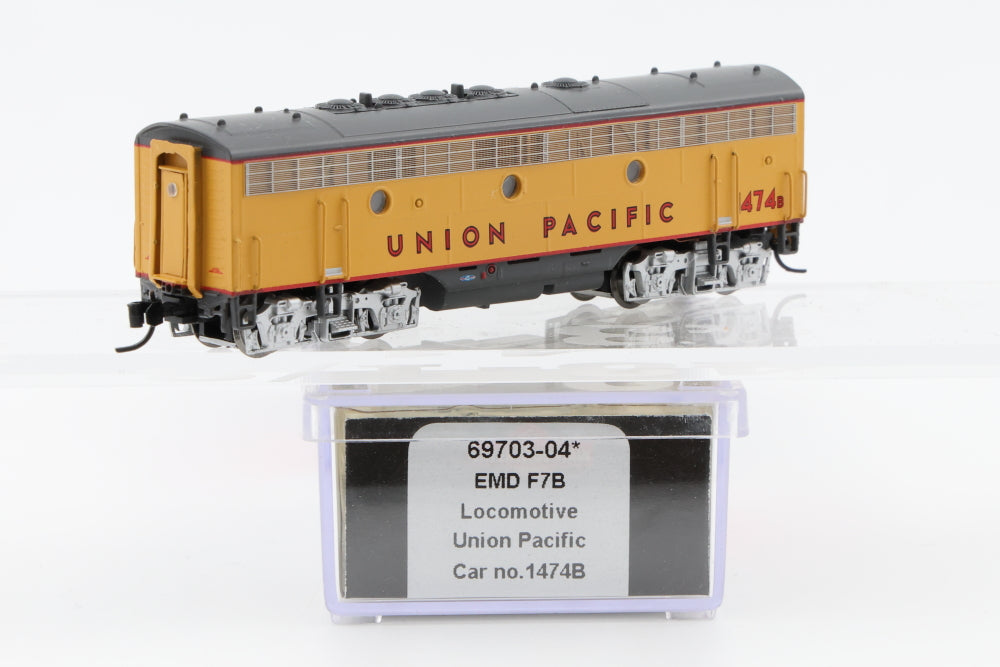 UNION PACIFIC
474B
69703-04*
EMD F7B
Locomotive
Union Pacific
Car no.1474B